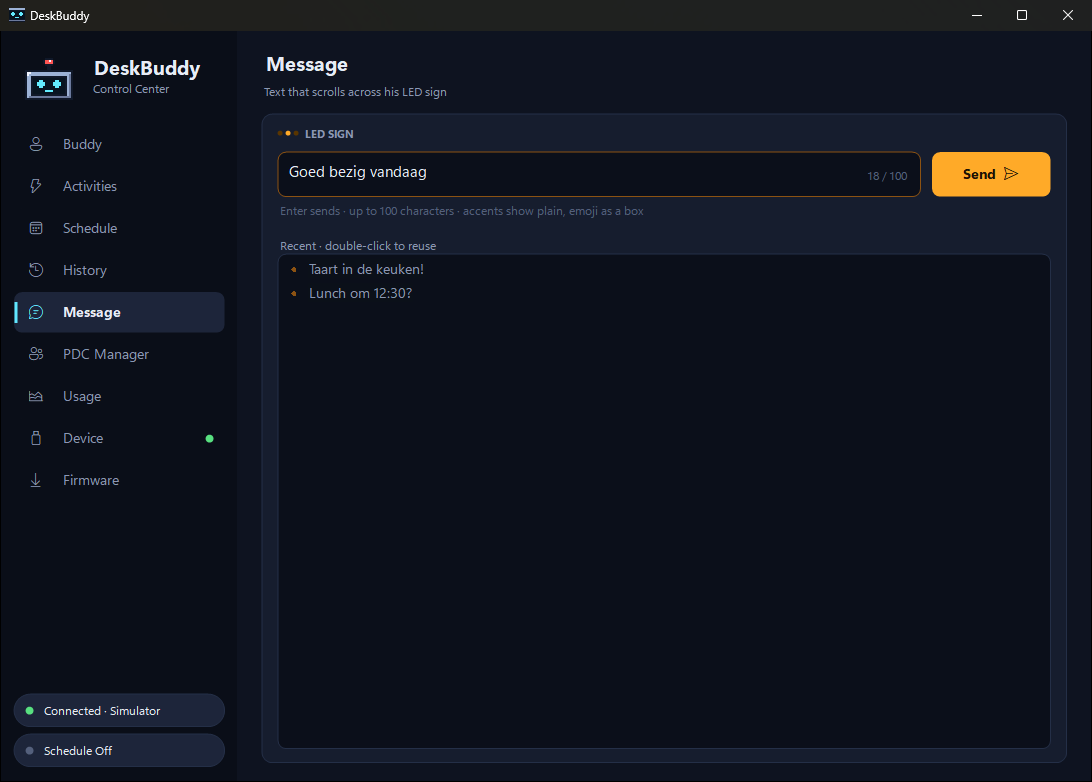 DeskBuddy
DeskBuddy
Control Center
Buddy
Activities
Schedule
History
Message
PDC Manager
Usage
Device
Firmware
Connected · Simulator
Schedule Off
Message
Text that scrolls across his LED sign
LED SIGN
Goed bezig vandaag
18 / 100
Send
Enter sends · up to 100 characters · accents show plain, emoji as a box
Recent · double-click to reuse
Taart in de keuken!
Lunch om 12:30?